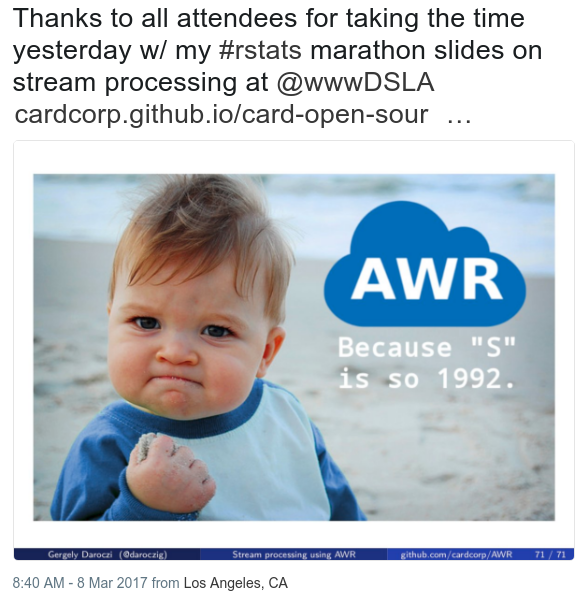 Thanks to all attendees for taking the time
yesterday w/ my #rstats marathon slides on
stream processing at @wwwDSLA
cardcorp.github.io/card-open-sour …
AWR
Because "S"
is so 1992.
Gergely Daroczi (@daroczig) Stream processing using AWR github.com/cardcorp/AWR 71 / 71
8:40 AM - 8 Mar 2017 from Los Angeles, CA